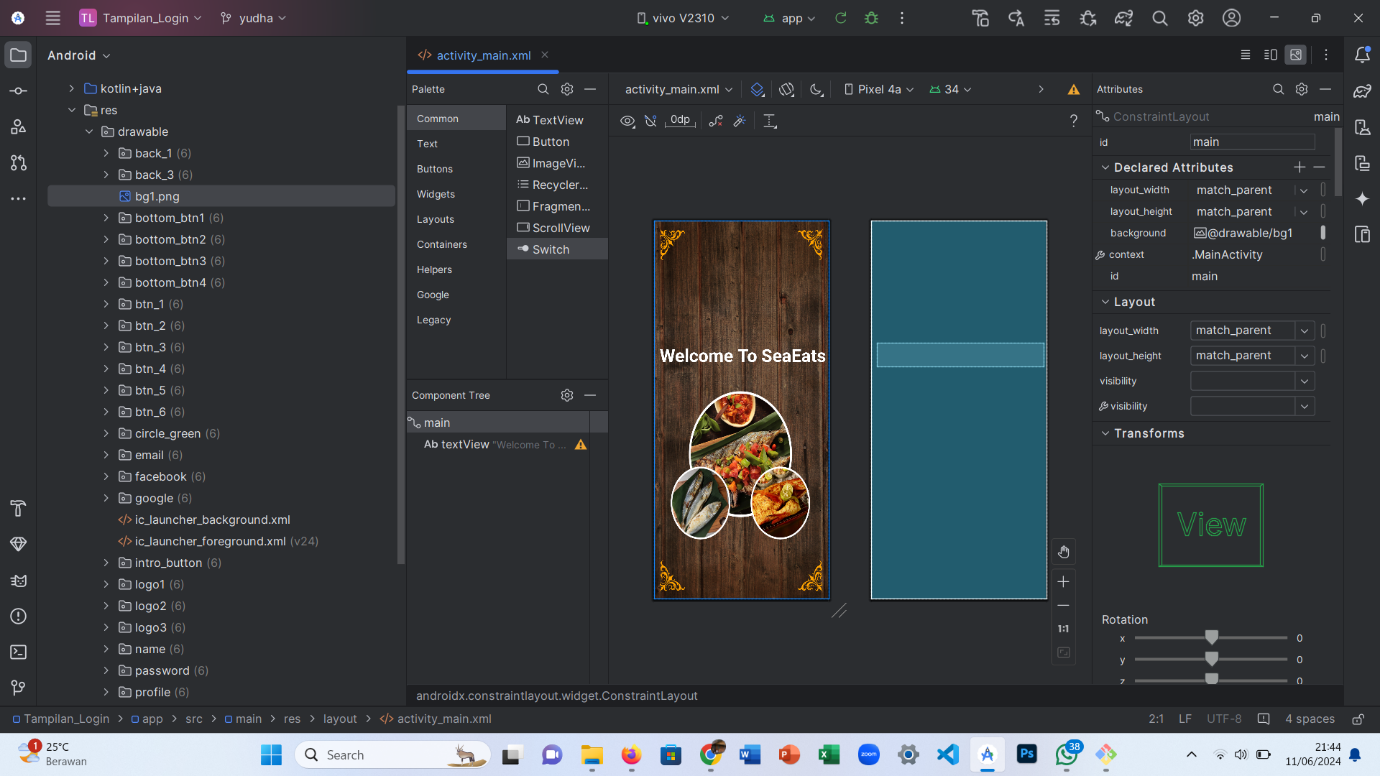 TL Tampilan_Login yudha vivo V2310 app
Android
kotlin+java
res
drawable
back_1 (6)
back_3 (6)
bg1.png
bottom_btn1 (6)
bottom_btn2 (6)
bottom_btn3 (6)
bottom_btn4 (6)
btn_1 (6)
btn_2 (6)
btn_3 (6)
btn_4 (6)
btn_5 (6)
btn_6 (6)
circle_green (6)
email (6)
facebook (6)
google (6)
ic_launcher_background.xml
ic_launcher_foreground.xml (v24)
intro_button (6)
logo1 (6)
logo2 (6)
logo3 (6)
name (6)
password (6)
profile (6)
activity_main.xml
Palette
Common
Text
Buttons
Widgets
Layouts
Containers
Helpers
Google
Legacy
Ab TextView
Button
ImageVi...
Recycler...
Fragmen...
ScrollView
Switch
Component Tree
main
Ab textView "Welcome To ...
activity_main.xml Pixel 4a 34
0dp ?
Welcome To SeaEats
1:1
Attributes
ConstraintLayout main
id main
Declared Attributes
layout_width match_parent
layout_height match_parent
background @drawable/bg1
context .MainActivity
id main
Layout
layout_width match_parent
layout_height match_parent
visibility
visibility
Transforms
View
Rotation
x 0
y 0
z 0
androidx.constraintlayout.widget.ConstraintLayout
Tampilan_Login > app > src > main > res > layout > activity_main.xml 2:1 LF UTF-8 4 spaces
1 25°C
Berawan
Search
zoom
Ps
38
21:44
11/06/2024